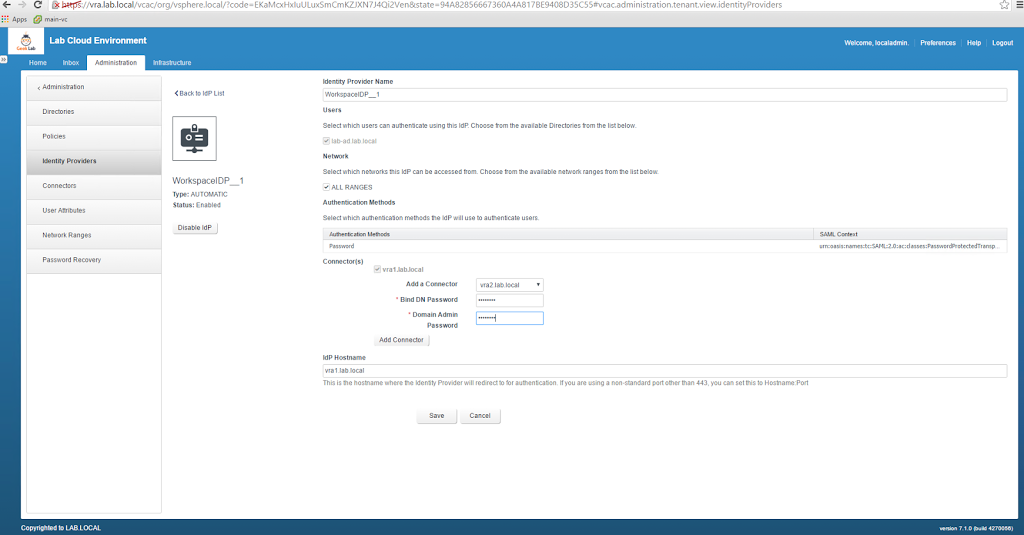 https://vra.lab.local/vcac/org/vsphere.local/?code=EKaMcxHxIuULuxSmCmKZJXN7J4Qi2Ven&state=94A82856667360A4A817BE9408D35C55#vcac.administration.tenant.view.identityProviders
Apps main-vc
Geek Lab
Lab Cloud Environment
Welcome, localadmin. Preferences Help Logout
Home Inbox Administration Infrastructure
< Administration
Directories
Policies
Identity Providers
Connectors
User Attributes
Network Ranges
Password Recovery
Back to IdP List
WorkspaceIDP__1
Type: AUTOMATIC
Status: Enabled
Disable IdP
Identity Provider Name
WorkspaceIDP__1
Users
Select which users can authenticate using this IdP. Choose from the available Directories from the list below.
lab-ad.lab.local
Network
Select which networks this IdP can be accessed from. Choose from the available network ranges from the list below.
ALL RANGES
Authentication Methods
Select which authentication methods the IdP will use to authenticate users.
Authentication Methods SAML Context
Password urn:oasis:names:tc:SAML:2.0:ac:classes:PasswordProtectedTransp...
Connector(s)
vra1.lab.local
Add a Connector vra2.lab.local
* Bind DN Password ••••••••
* Domain Admin Password ••••••••
Add Connector
IdP Hostname
vra1.lab.local
This is the hostname where the Identity Provider will redirect to for authentication. If you are using a non-standard port other than 443, you can set this to Hostname:Port
Save Cancel
Copyrighted to LAB.LOCAL
version 7.1.0 (build 4270058)